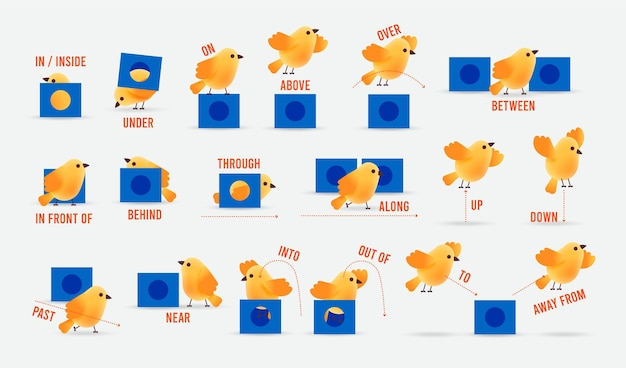 IN / INSIDE
UNDER
ON
ABOVE
OVER
BETWEEN
IN FRONT OF
BEHIND
THROUGH
ALONG
UP
DOWN
PAST
NEAR
INTO
OUT OF
TO
AWAY FROM